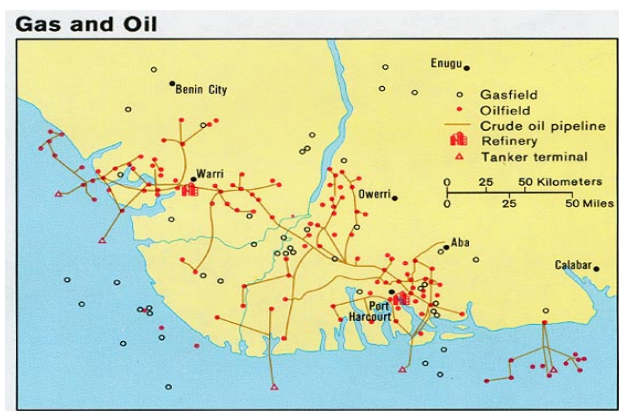 Gas and Oil
Enugu
Benin City
Gasfield
Oilfield
Crude oil pipeline
Refinery
Tanker terminal
0 25 50 Kilometers
0 25 50 Miles
Warri
Owerri
Aba
Calabar
Port
Harcourt